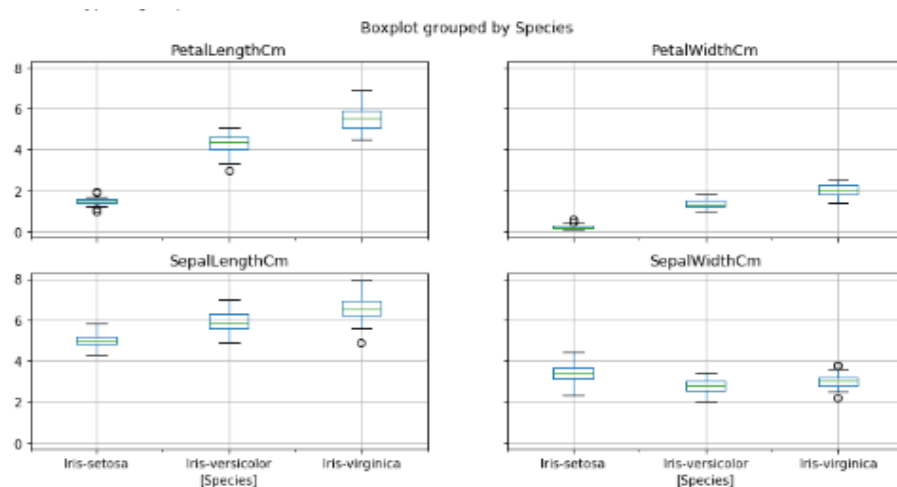 Boxplot grouped by Species
PetalLengthCm
PetalWidthCm
8
6
4
2
0
SepalLengthCm
SepalWidthCm
8
6
4
2
0
Iris-setosa Iris-versicolor Iris-virginica
[Species]
Iris-setosa Iris-versicolor Iris-virginica
[Species]